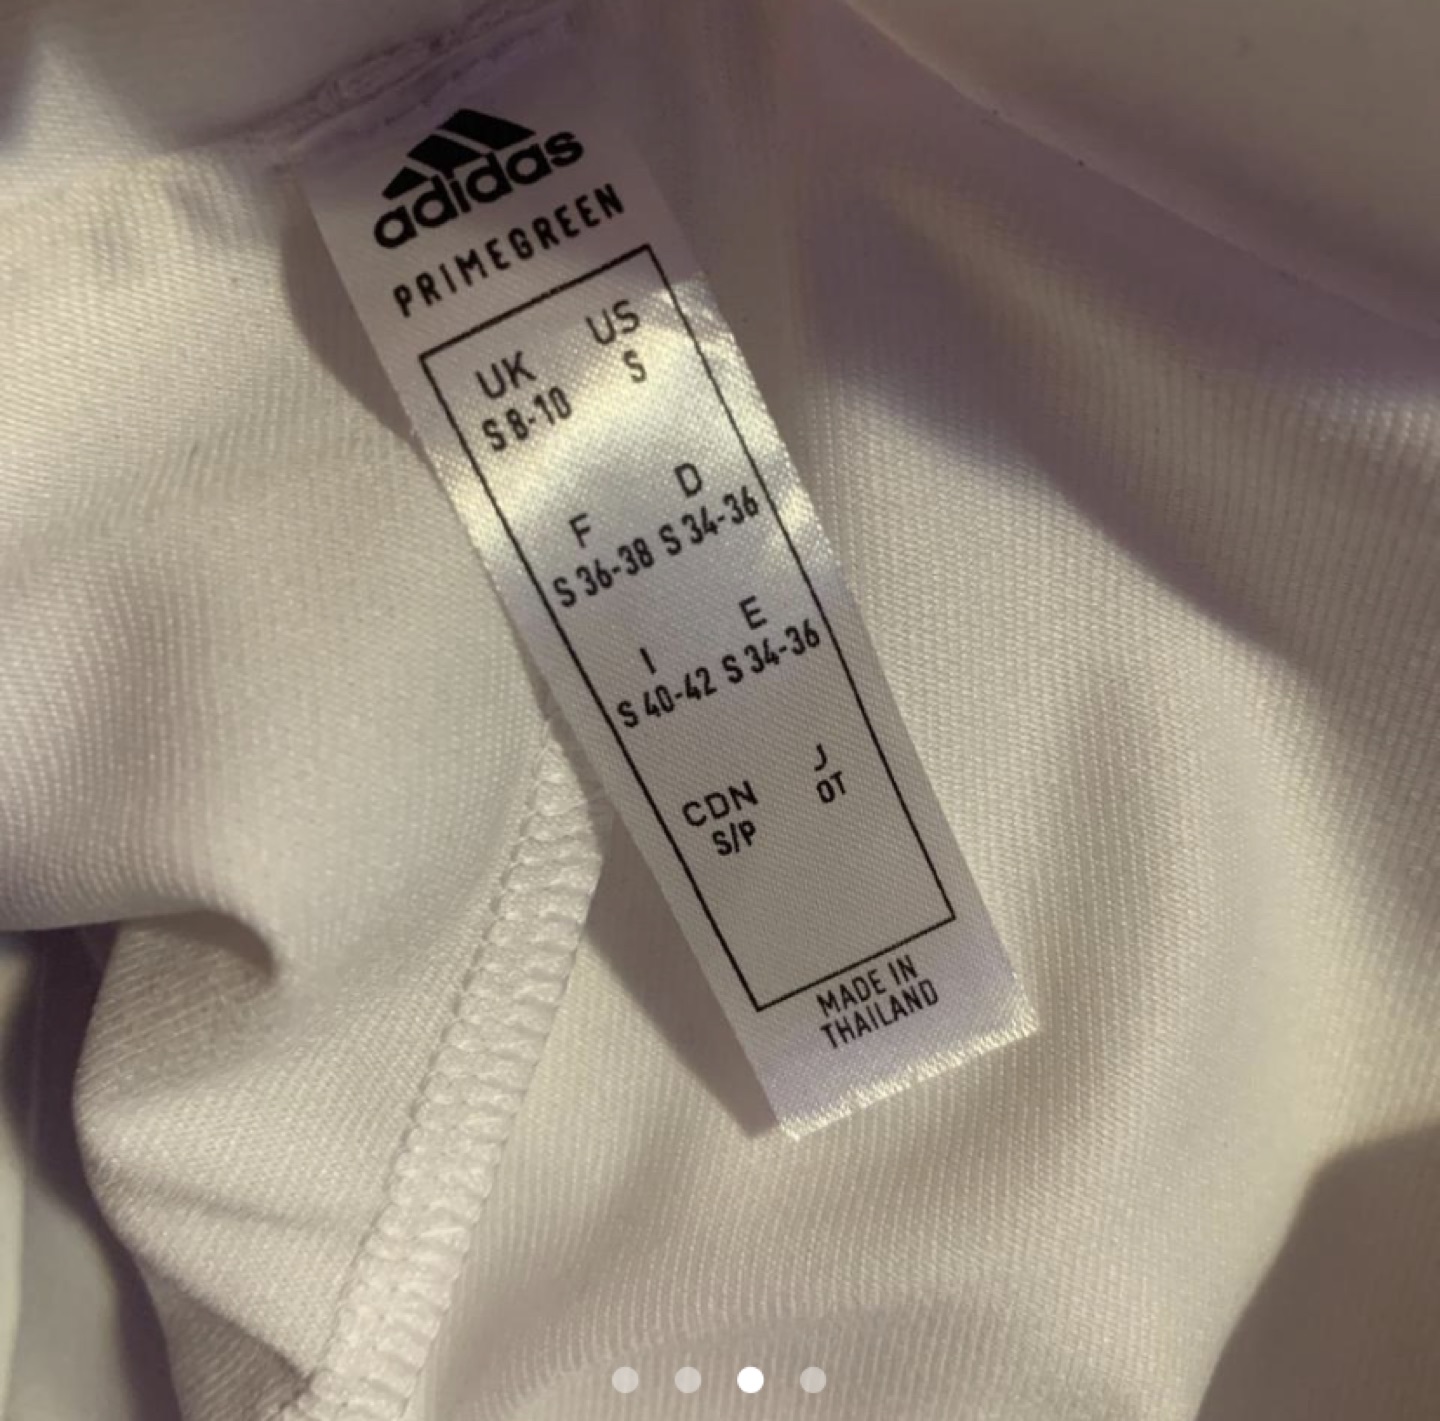 adidas
PRIMEGREEN
UK US
S 8-10 S
F D
S 36-38 S 34-36
I E
S 40-42 S 34-36
CDN J
S/P OT
MADE IN
THAILAND